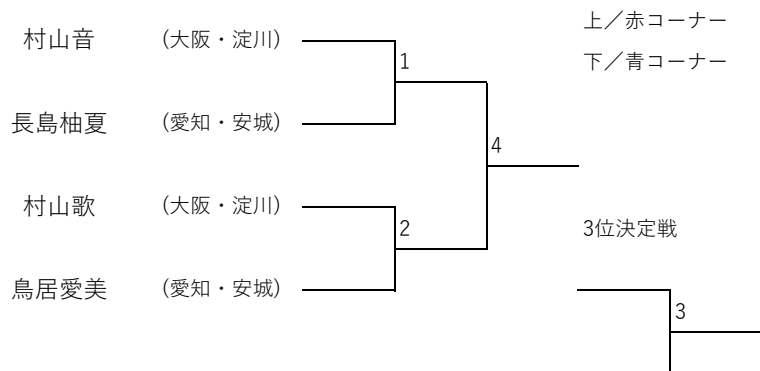 上／赤コーナー
村山音 (大阪・淀川)
1
下／青コーナー
長島柚夏 (愛知・安城)
4
村山歌 (大阪・淀川)
2
3位決定戦
鳥居愛美 (愛知・安城)
3